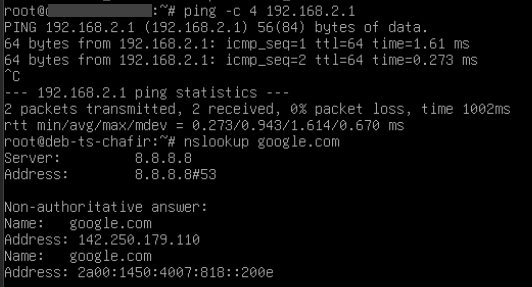 root@ :~# ping -c 4 192.168.2.1
PING 192.168.2.1 (192.168.2.1) 56(84) bytes of data.
64 bytes from 192.168.2.1: icmp_seq=1 ttl=64 time=1.61 ms
64 bytes from 192.168.2.1: icmp_seq=2 ttl=64 time=0.273 ms
^C
--- 192.168.2.1 ping statistics ---
2 packets transmitted, 2 received, 0% packet loss, time 1002ms
rtt min/avg/max/mdev = 0.273/0.943/1.614/0.670 ms
root@deb-ts-chafir:~# nslookup google.com
Server: 8.8.8.8
Address: 8.8.8.8#53
Non-authoritative answer:
Name: google.com
Address: 142.250.179.110
Name: google.com
Address: 2a00:1450:4007:818::200e